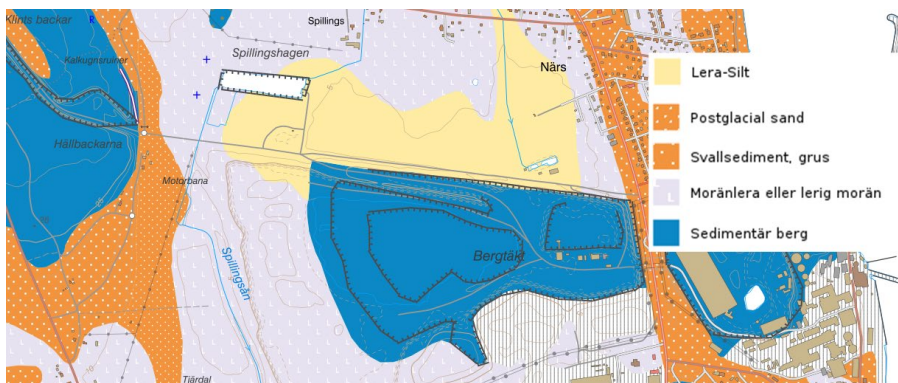 Klints backar
R
Spillings
Spillingshagen
Kalkugnsruiner
Närs
Hällbackarna
Motorbana
Spillingsån
Bergtäkt
Tjärdal
Lera-Silt
Postglacial sand
Svallsediment, grus
Moränlera eller lerig morän
L
Sedimentär berg